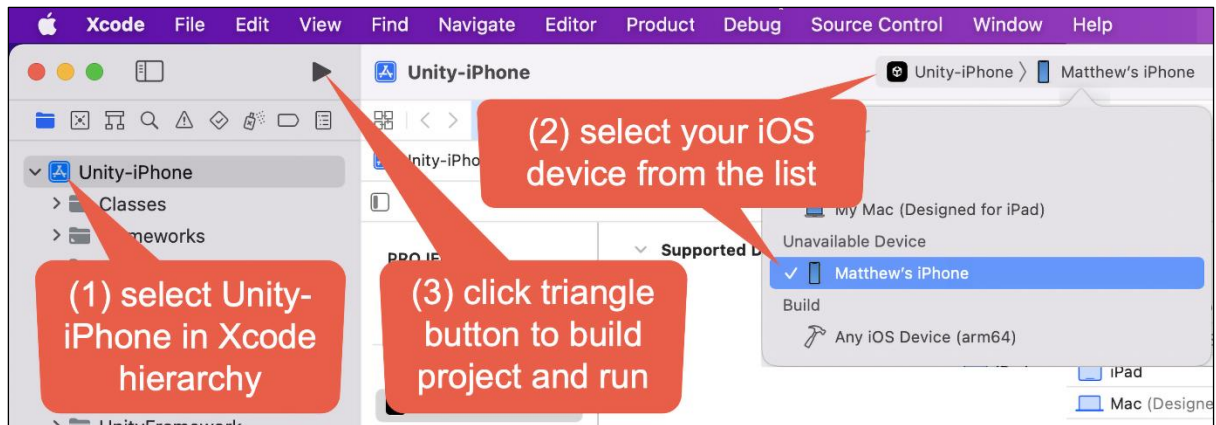 Xcode File Edit View Find Navigate Editor Product Debug Source Control Window Help
Unity-iPhone
Unity-iPhone 〉 Matthew's iPhone
(2) select your iOS
device from the list
Unity-iPhone
Classes
My Mac (Designed for iPad)
Unavailable Device
Supported
Matthew's iPhone
(1) select Unity-
iPhone in Xcode
hierarchy
(3) click triangle
button to build
project and run
Build
Any iOS Device (arm64)
iPad
Mac (Designe
UnityFramework